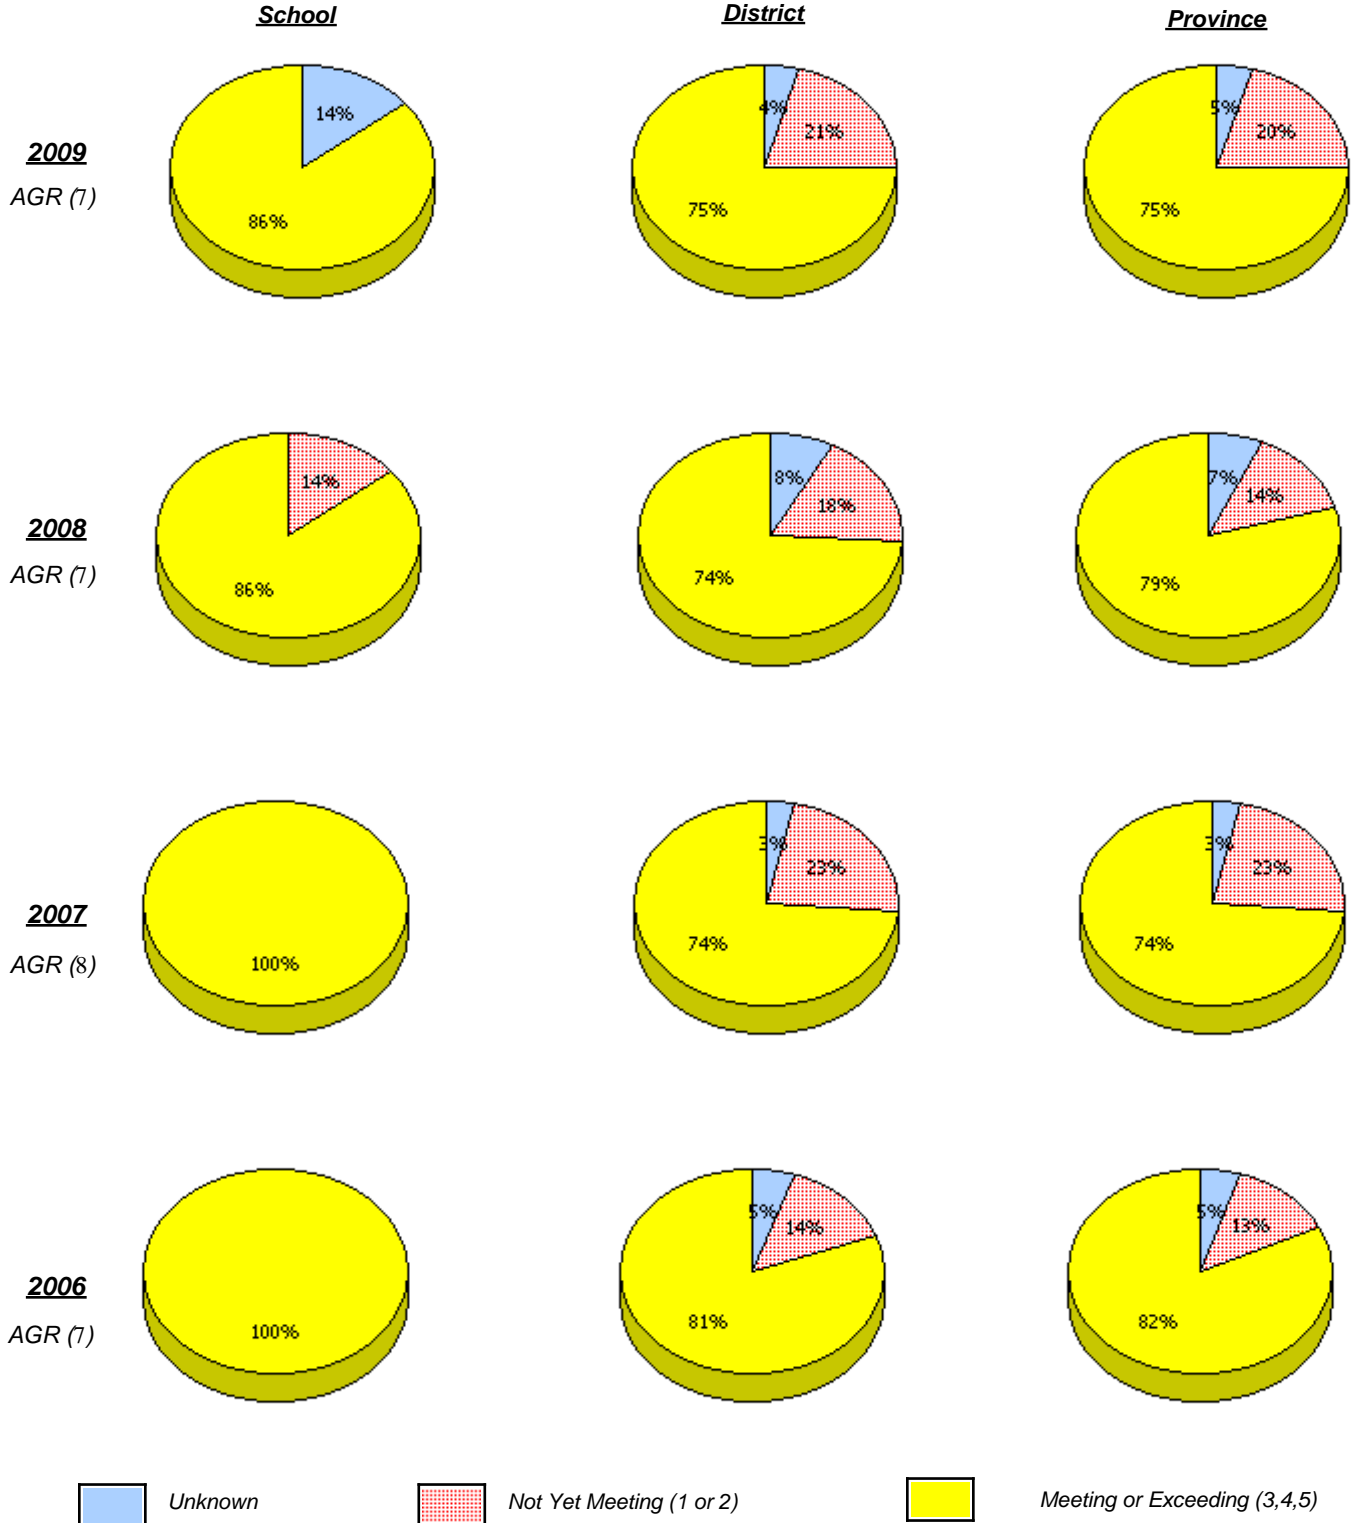 School District Province
14% 4% 21% 5% 20%
2009
AGR (7)
86% 75% 75%
14% 8% 18% 7% 14%
2008
AGR (7)
86% 74% 79%
3% 23% 3% 23%
2007
AGR (8)
100% 74% 74%
5% 14% 5% 13%
2006
AGR (7)
100% 81% 82%
Unknown Not Yet Meeting (1 or 2) Meeting or Exceeding (3,4,5)